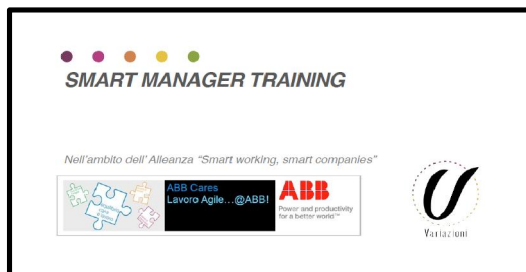 SMART MANAGER TRAINING
Nell'ambito dell'Alleanza "Smart working, smart companies"
ABB Cares
Lavoro Agile...@ABB!
ABB
Power and productivity
for a better world™
Variazioni